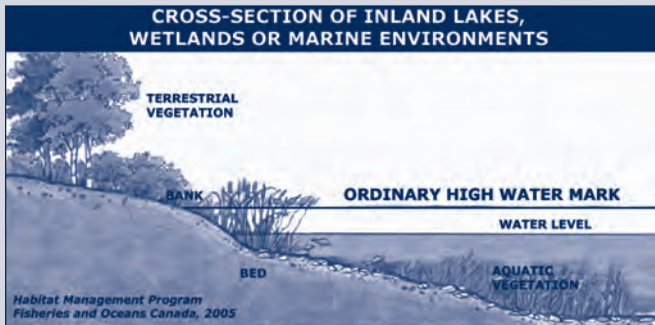 CROSS-SECTION OF INLAND LAKES,
WETLANDS OR MARINE ENVIRONMENTS
TERRESTRIAL
VEGETATION
BANK
ORDINARY HIGH WATER MARK
WATER LEVEL
BED
AQUATIC
VEGETATION
Habitat Management Program
Fisheries and Oceans Canada, 2005